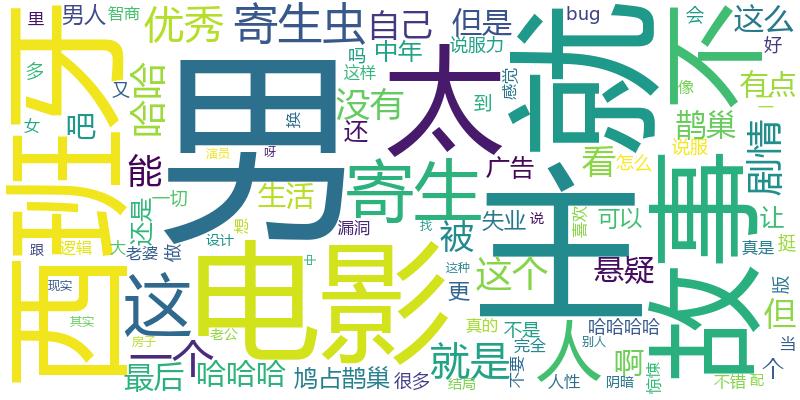 里
男人
智商
优秀
寄生虫
自己
但是
bug
会
这么
好
多
又
哈哈
吗
中年
说服力
这样
感觉
到
就
不
像
有点
一
女
吧
男
换
没有
太
西班牙
还
鹊巢
能
演员
呀
寄生
广告
看
怎么
说服
剧情
一切
生活
主
故事
还是
想
漏洞
被
失业
说
喜欢
可以
让
找
跟
逻辑
大
老婆
做
设计
电影
中
这种
更
这个
悬疑
真是
挺
现实
这
版
但
其实
老公
真的
不是
哈哈哈哈
人
当
房子
一个
就是
完全
别人
啊
个
最后
哈哈哈
鸠占鹊巢
很多
结局
不要
人性
阴暗
惊悚
不错
配